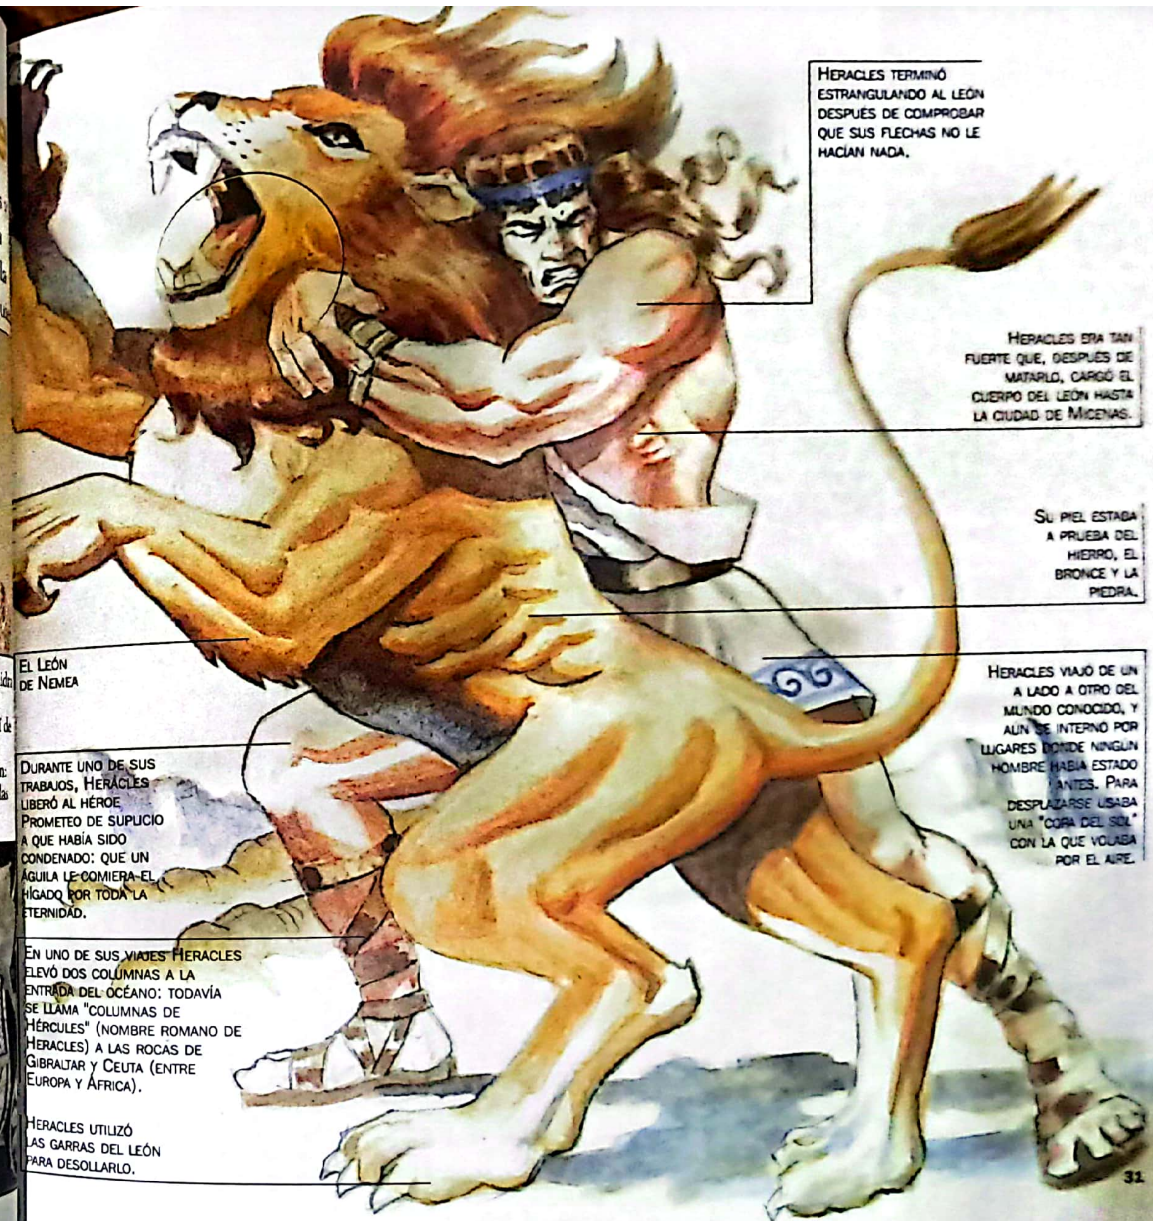 HERACLES TERMINÓ
ESTRANGULANDO AL LEÓN
DESPUÉS DE COMPROBAR
QUE SUS FLECHAS NO LE
HACÍAN NADA.
HERACLES ERA TAN
FUERTE QUE, DESPUÉS DE
MATARLO, CARGÓ EL
CUERPO DEL LEÓN HASTA
LA CIUDAD DE MICENAS.
SU PIEL ESTABA
A PRUEBA DEL
HIERRO, EL
BRONCE Y LA
PIEDRA.
EL LEÓN
DE NEMEA
HERACLES VIAJÓ DE UN
A LADO A OTRO DEL
MUNDO CONOCIDO, Y
AUN SE INTERNÓ POR
LUGARES DONDE NINGÚN
HOMBRE HABÍA ESTADO
ANTES. PARA
DESPLAZARSE USABA
UNA "COPA DEL SOL"
CON LA QUE VOLABA
POR EL AIRE.
DURANTE UNO DE SUS
TRABAJOS, HERACLES
LIBERÓ AL HÉROE
PROMETEO DE SUPLICIO
A QUE HABÍA SIDO
CONDENADO: QUE UN
ÁGUILA LE COMIERA EL
HÍGADO POR TODA LA
ETERNIDAD.
EN UNO DE SUS VIAJES HERACLES
ELEVÓ DOS COLUMNAS A LA
ENTRADA DEL OCÉANO: TODAVÍA
SE LLAMA "COLUMNAS DE
HÉRCULES" (NOMBRE ROMANO DE
HERACLES) A LAS ROCAS DE
GIBRALTAR Y CEUTA (ENTRE
EUROPA Y ÁFRICA).
HERACLES UTILIZÓ
LAS GARRAS DEL LEÓN
PARA DESOLLARLO.
31